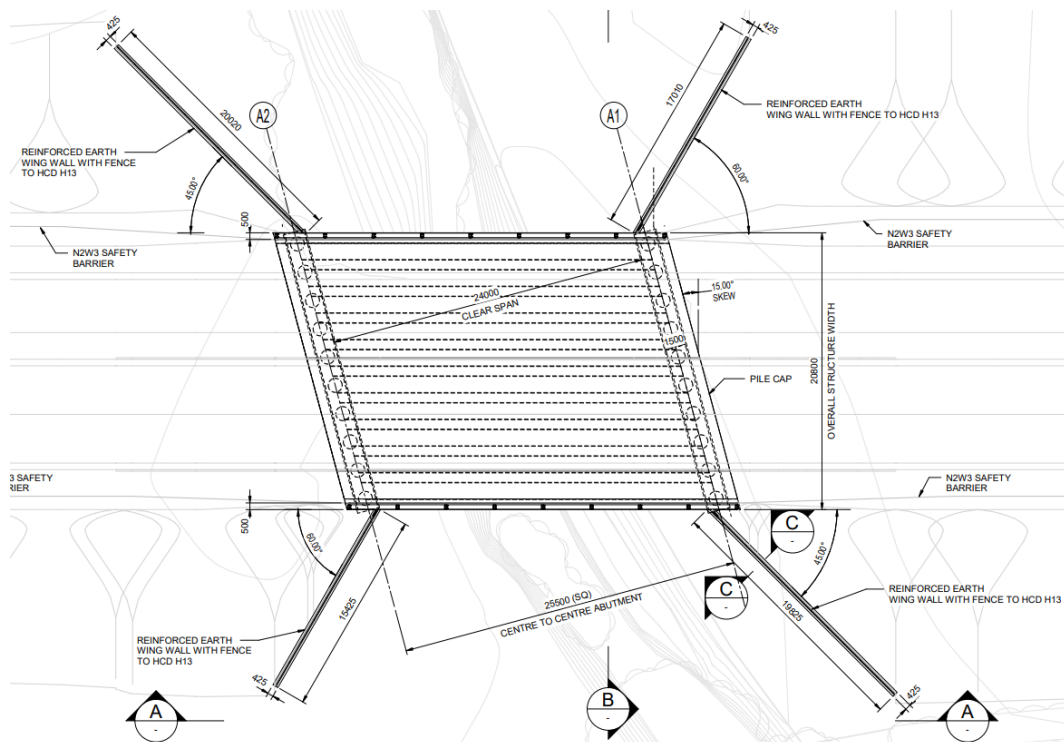 425
425
20020
17010
A2
A1
REINFORCED EARTH
WING WALL WITH FENCE TO HCD H13
REINFORCED EARTH
WING WALL WITH FENCE
TO HCD H13
45.00°
60.00°
500
N2W3 SAFETY
BARRIER
N2W3 SAFETY
BARRIER
24000
CLEAR SPAN
15.00°
SKEW
1500
OVERALL STRUCTURE WIDTH
20800
PILE CAP
3 SAFETY
RIER
N2W3 SAFETY
BARRIER
500
60.00°
15425
C
-
45.00°
C
-
25500 (SQ)
CENTRE TO CENTRE ABUTMENT
19825
REINFORCED EARTH
WING WALL WITH FENCE TO HCD H13
REINFORCED EARTH
WING WALL WITH FENCE
TO HCD H13
425
425
A
-
B
-
A
-